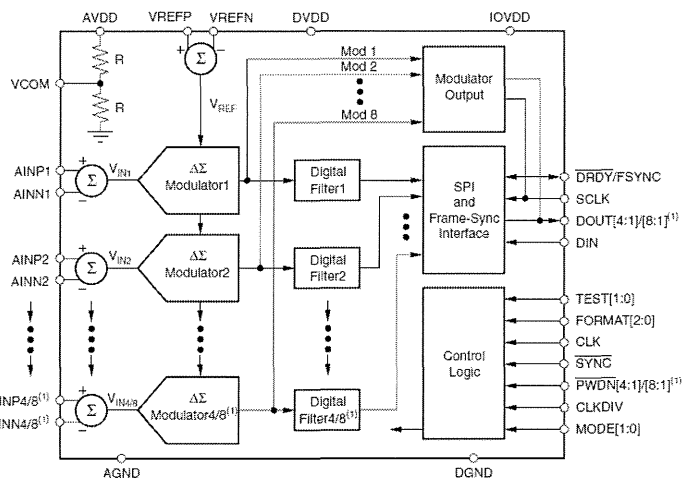 AVDD VREFP VREFN DVDD IOVDD
R
VCOM
R
+ Σ −
VREF
Mod 1
Mod 2
Mod 8
Modulator
Output
AINP1
AINN1
+
Σ
−
VIN1
ΔΣ
Modulator1
Digital
Filter1
SPI
and
Frame-Sync
Interface
DRDY/FSYNC
SCLK
DOUT[4:1]/[8:1](1)
DIN
AINP2
AINN2
+
Σ
−
VIN2
ΔΣ
Modulator2
Digital
Filter2
TEST[1:0]
FORMAT[2:0]
CLK
SYNC
PWDN[4:1]/[8:1](1)
CLKDIV
MODE[1:0]
Control
Logic
INP4/8(1)
INN4/8(1)
+
Σ
−
VIN4/8
ΔΣ
Modulator4/8(1)
Digital
Filter4/8(1)
AGND DGND